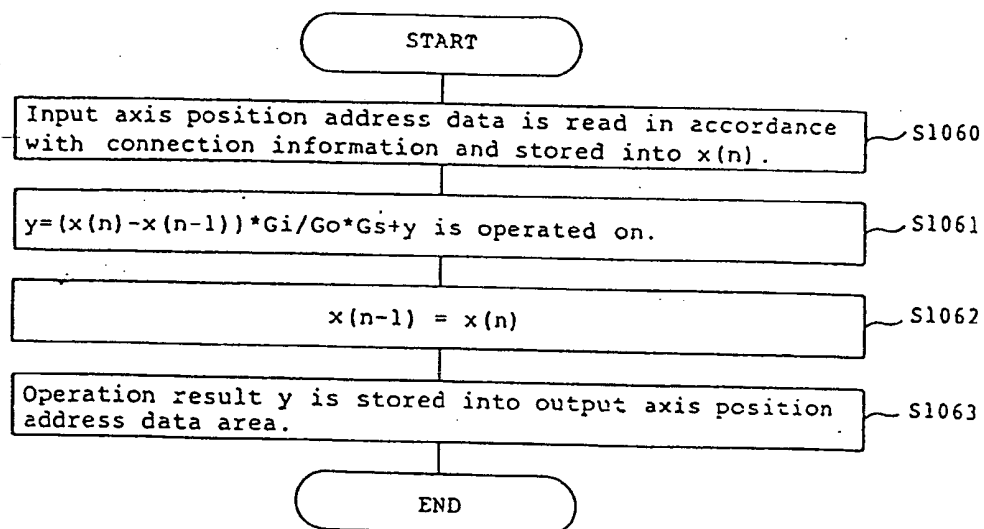 START
Input axis position address data is read in accordance
with connection information and stored into x(n).
S1060
y=(x(n)-x(n-1))*Gi/Go*Gs+y is operated on.
S1061
x(n-1) = x(n)
S1062
Operation result y is stored into output axis position
address data area.
S1063
END